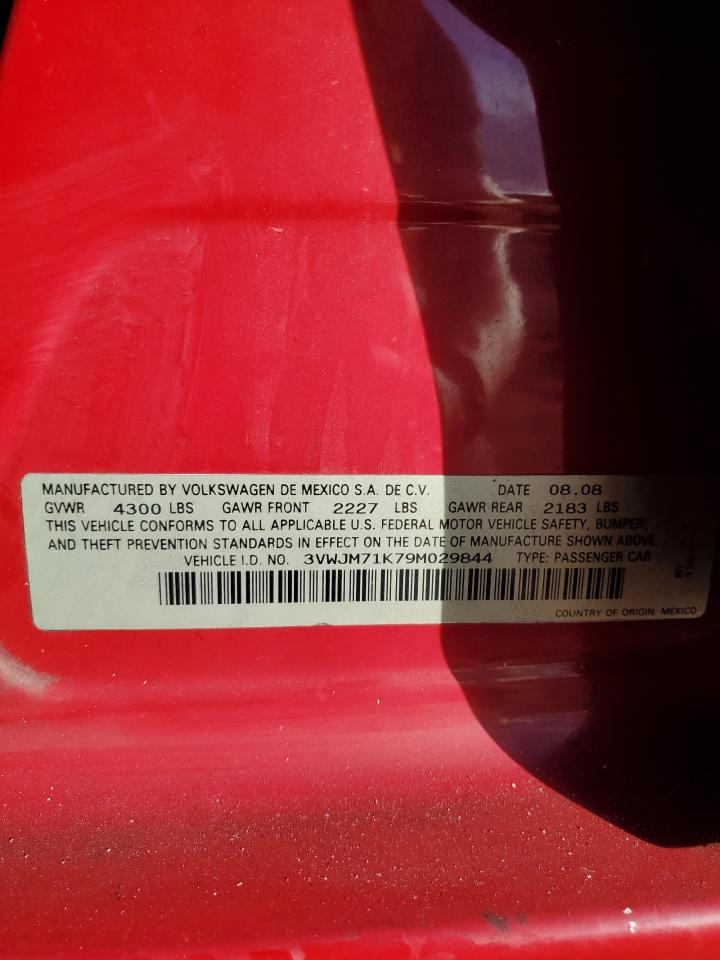 MANUFACTURED BY VOLKSWAGEN DE MEXICO S.A. DE C.V. DATE 08.08
GVWR 4300 LBS GAWR FRONT 2227 LBS GAWR REAR 2183 LBS
THIS VEHICLE CONFORMS TO ALL APPLICABLE U.S. FEDERAL MOTOR VEHICLE SAFETY, BUMPER,
AND THEFT PREVENTION STANDARDS IN EFFECT ON THE DATE OF MANUFACTURE SHOWN ABOVE.
VEHICLE I.D. NO. 3VWJM71K79M029844 TYPE: PASSENGER CAR
COUNTRY OF ORIGIN: MEXICO